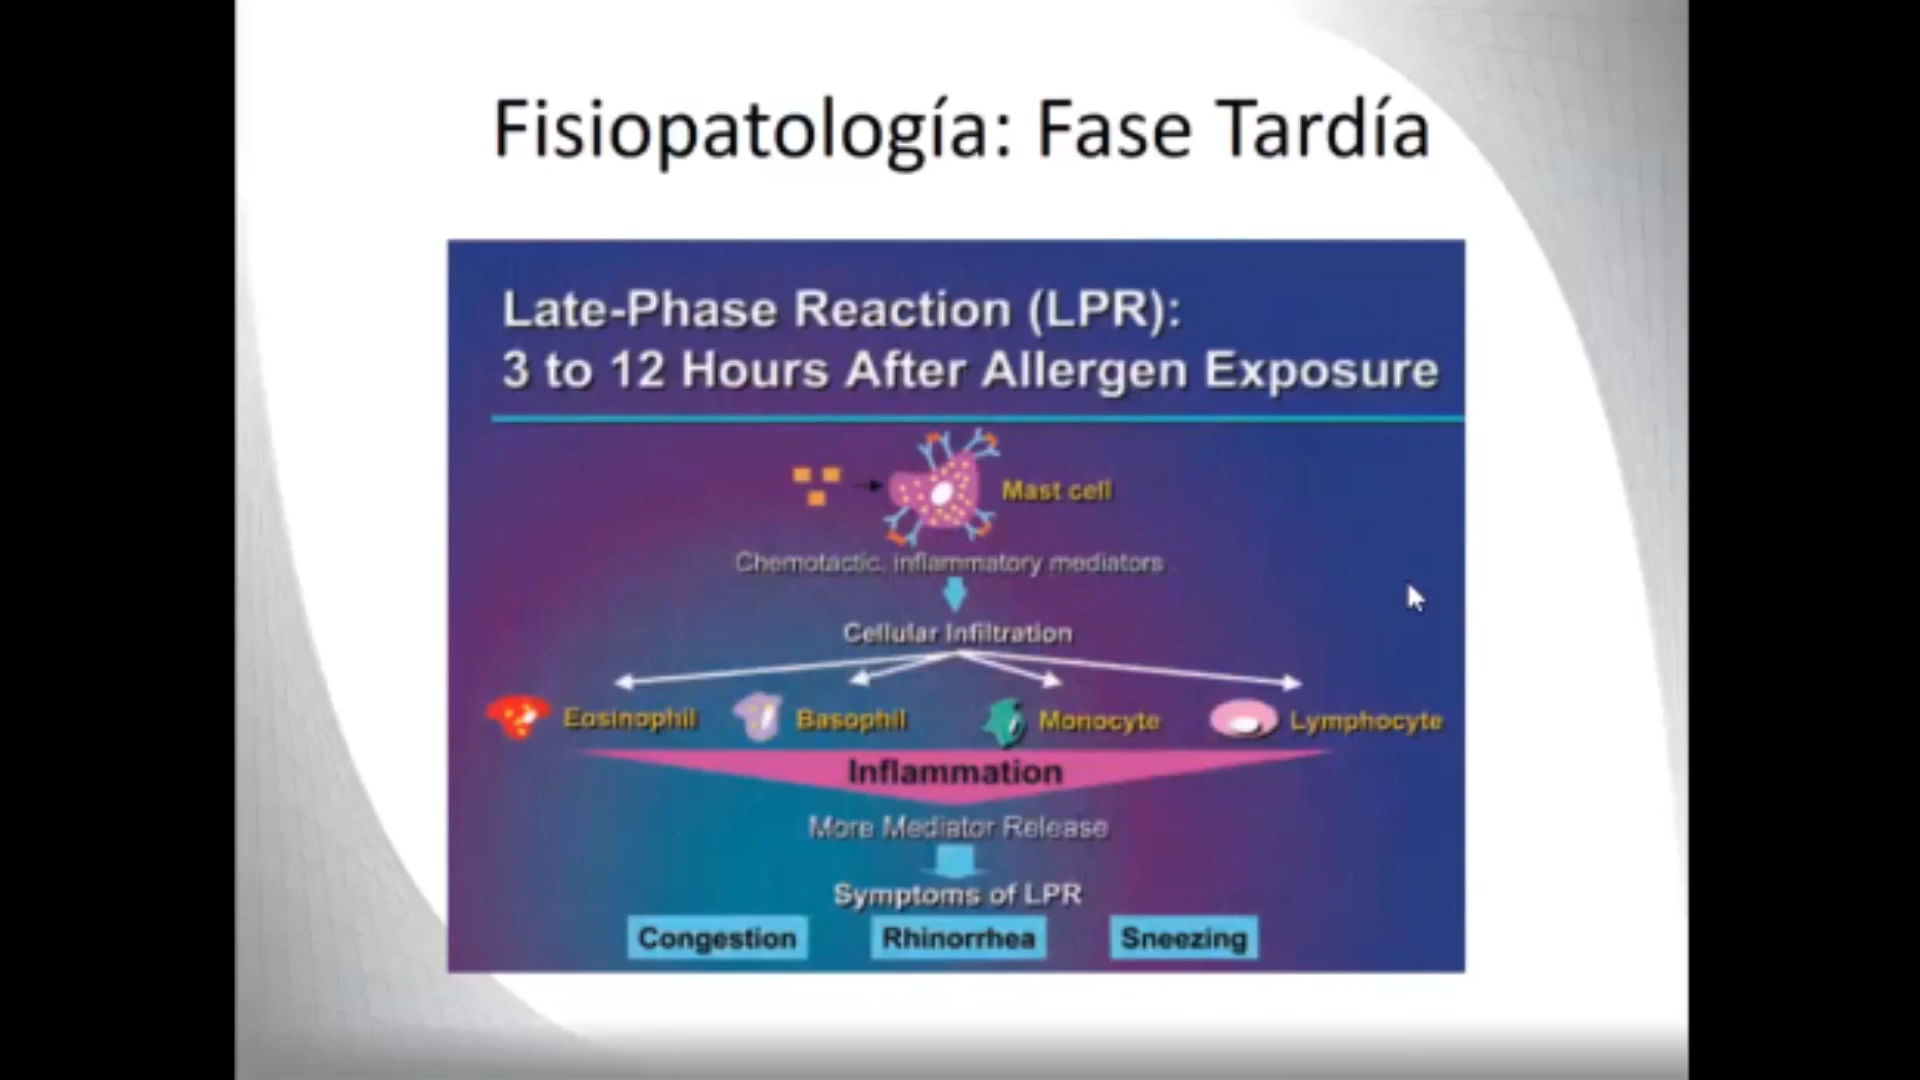 Fisiopatología: Fase Tardía
Late-Phase Reaction (LPR):
3 to 12 Hours After Allergen Exposure
Mast cell
Chemotactic, inflammatory mediators
Cellular Infiltration
Eosinophil Basophil Monocyte Lymphocyte
Inflammation
More Mediator Release
Symptoms of LPR
Congestion Rhinorrhea Sneezing